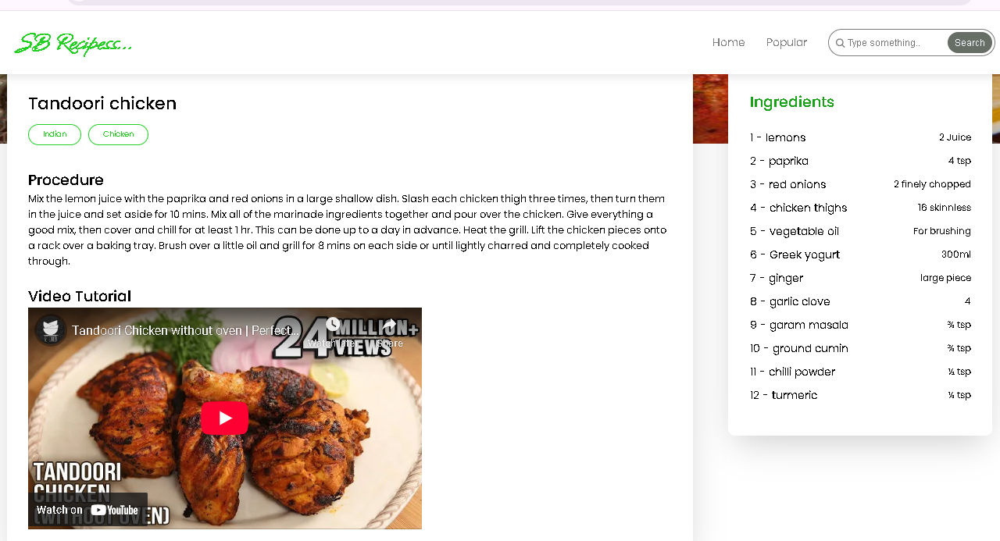 SB Recipess...
Home
Popular
Type something..
Search
Tandoori chicken
Indian
Chicken
Procedure
Mix the lemon juice with the paprika and red onions in a large shallow dish. Slash each chicken thigh three times, then turn them
in the juice and set aside for 10 mins. Mix all of the marinade ingredients together and pour over the chicken. Give everything a
good mix, then cover and chill for at least 1 hr. This can be done up to a day in advance. Heat the grill. Lift the chicken pieces onto
a rack over a baking tray. Brush over a little oil and grill for 8 mins on each side or until lightly charred and completely cooked
through.
Video Tutorial
Tandoori Chicken without oven | Perfect...
Watch later
Share
24 MILLION+
VIEWS
TANDOORI
CHICKEN
(WITHOUT OVEN)
Watch on YouTube
Ingredients
1 - lemons 2 Juice
2 - paprika 4 tsp
3 - red onions 2 finely chopped
4 - chicken thighs 16 skinnless
5 - vegetable oil For brushing
6 - Greek yogurt 300ml
7 - ginger large piece
8 - garlic clove 4
9 - garam masala ¾ tsp
10 - ground cumin ¾ tsp
11 - chilli powder ½ tsp
12 - turmeric ¼ tsp